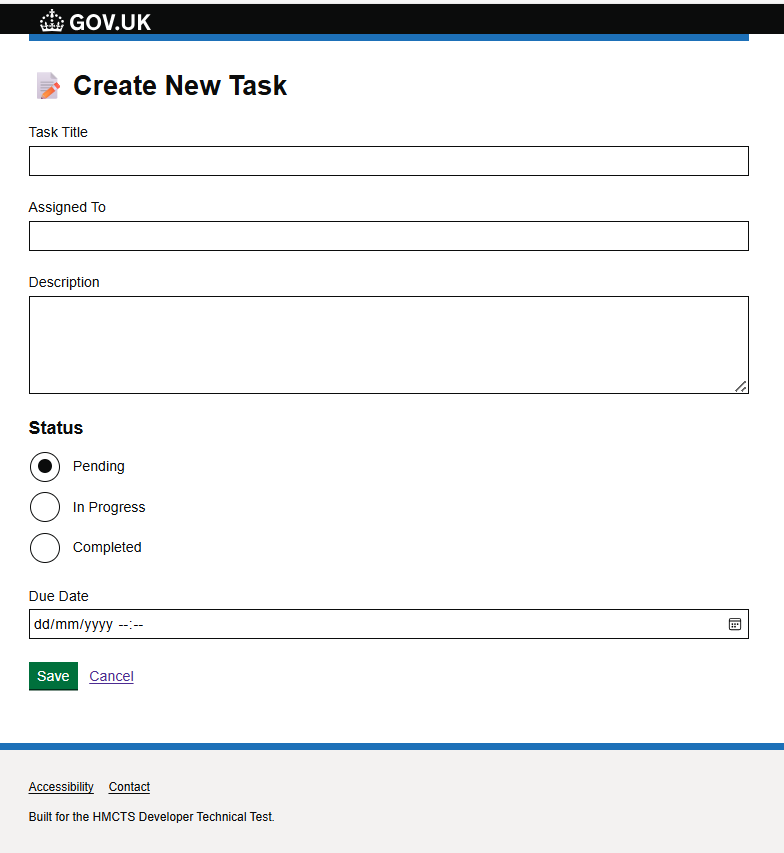 GOV.UK
Create New Task
Task Title
Assigned To
Description
Status
Pending
In Progress
Completed
Due Date
dd/mm/yyyy --:--
Save Cancel
Accessibility Contact
Built for the HMCTS Developer Technical Test.